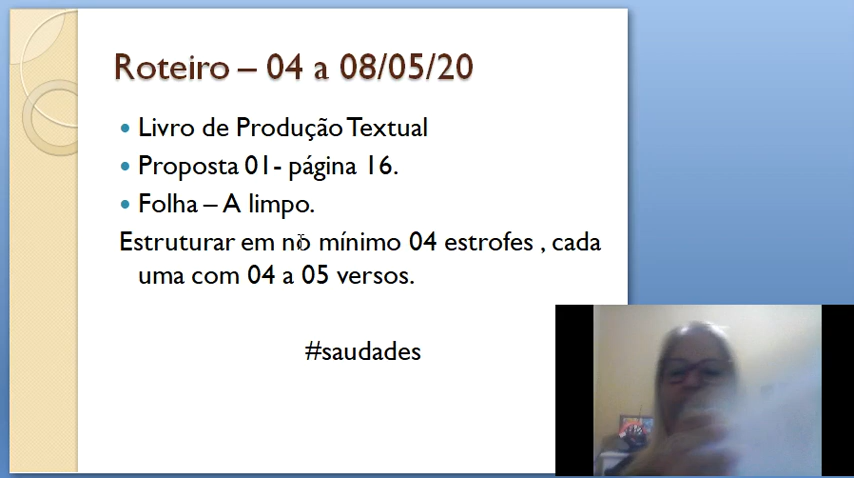 Roteiro – 04 a 08/05/20
• Livro de Produção Textual
• Proposta 01- página 16.
• Folha – A limpo.
Estruturar em no mínimo 04 estrofes , cada
uma com 04 a 05 versos.
#saudades